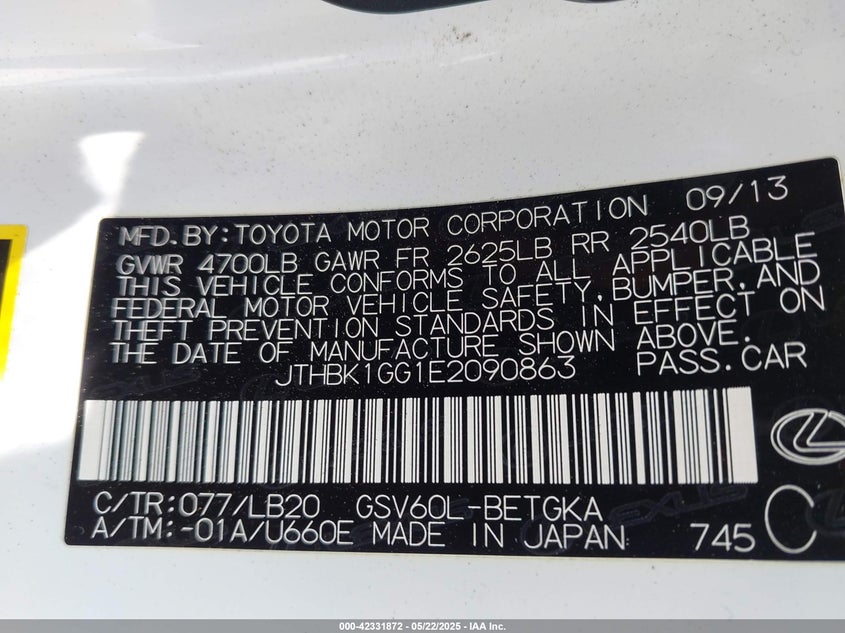 09/13
MFD.BY:TOYOTA MOTOR CORPORATION
GVWR 4700LB GAWR FR 2625LB RR 2540LB
THIS VEHICLE CONFORMS TO ALL APPLICABLE
FEDERAL MOTOR VEHICLE SAFETY,BUMPER,AND
THEFT PREVENTION STANDARDS IN EFFECT ON
THE DATE OF MANUFACTURE SHOWN ABOVE.
JTHBK1GG1E2090863 PASS.CAR
C/TR:077/LB20 GSV60L-BETGKA
A/TM:-01A/U660E MADE IN JAPAN 745
000-42331872 - 05/22/2025 - IAA Inc.